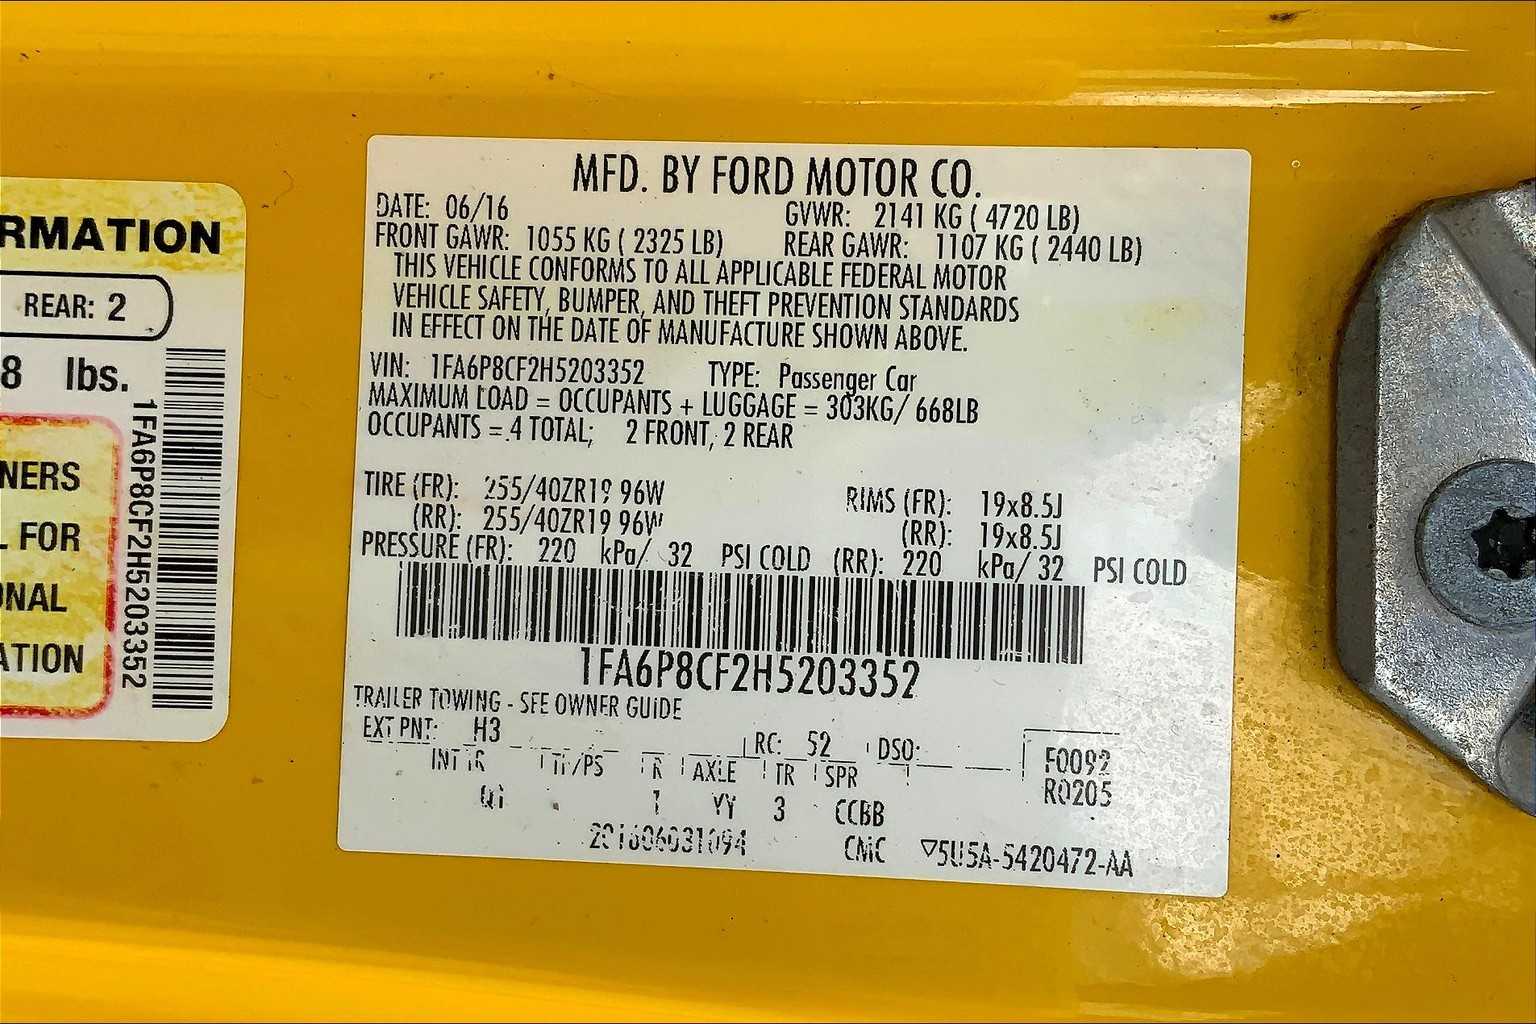 RMATION
REAR: 2
8 lbs.
NERS
L FOR
ONAL
ATION
1FA6P8CF2H5203352
MFD. BY FORD MOTOR CO.
DATE: 06/16 GVWR: 2141 KG ( 4720 LB)
FRONT GAWR: 1055 KG ( 2325 LB) REAR GAWR: 1107 KG ( 2440 LB)
THIS VEHICLE CONFORMS TO ALL APPLICABLE FEDERAL MOTOR
VEHICLE SAFETY, BUMPER, AND THEFT PREVENTION STANDARDS
IN EFFECT ON THE DATE OF MANUFACTURE SHOWN ABOVE.
VIN: 1FA6P8CF2H5203352 TYPE: Passenger Car
MAXIMUM LOAD = OCCUPANTS + LUGGAGE = 303KG/ 668LB
OCCUPANTS = 4 TOTAL; 2 FRONT, 2 REAR
TIRE (FR): 255/40ZR19 96W RIMS (FR): 19x8.5J
(RR): 255/40ZR19 96W (RR): 19x8.5J
PRESSURE (FR): 220 kPa/ 32 PSI COLD (RR): 220 kPa/ 32 PSI COLD
1FA6P8CF2H5203352
TRAILER TOWING - SEE OWNER GUIDE
EXT PNT: H3 RC: 52 DSO: F0092
INT TR TP/PS R AXLE TR SPR R0205
YY 3 CCBB
201606031094 CMC ▽5U5A-5420472-AA